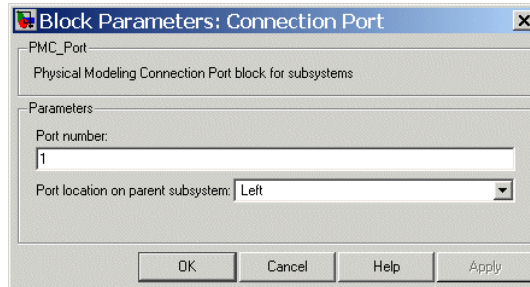 Block Parameters: Connection Port
PMC_Port
Physical Modeling Connection Port block for subsystems
Parameters
Port number:
1
Port location on parent subsystem: Left
OK Cancel Help Apply